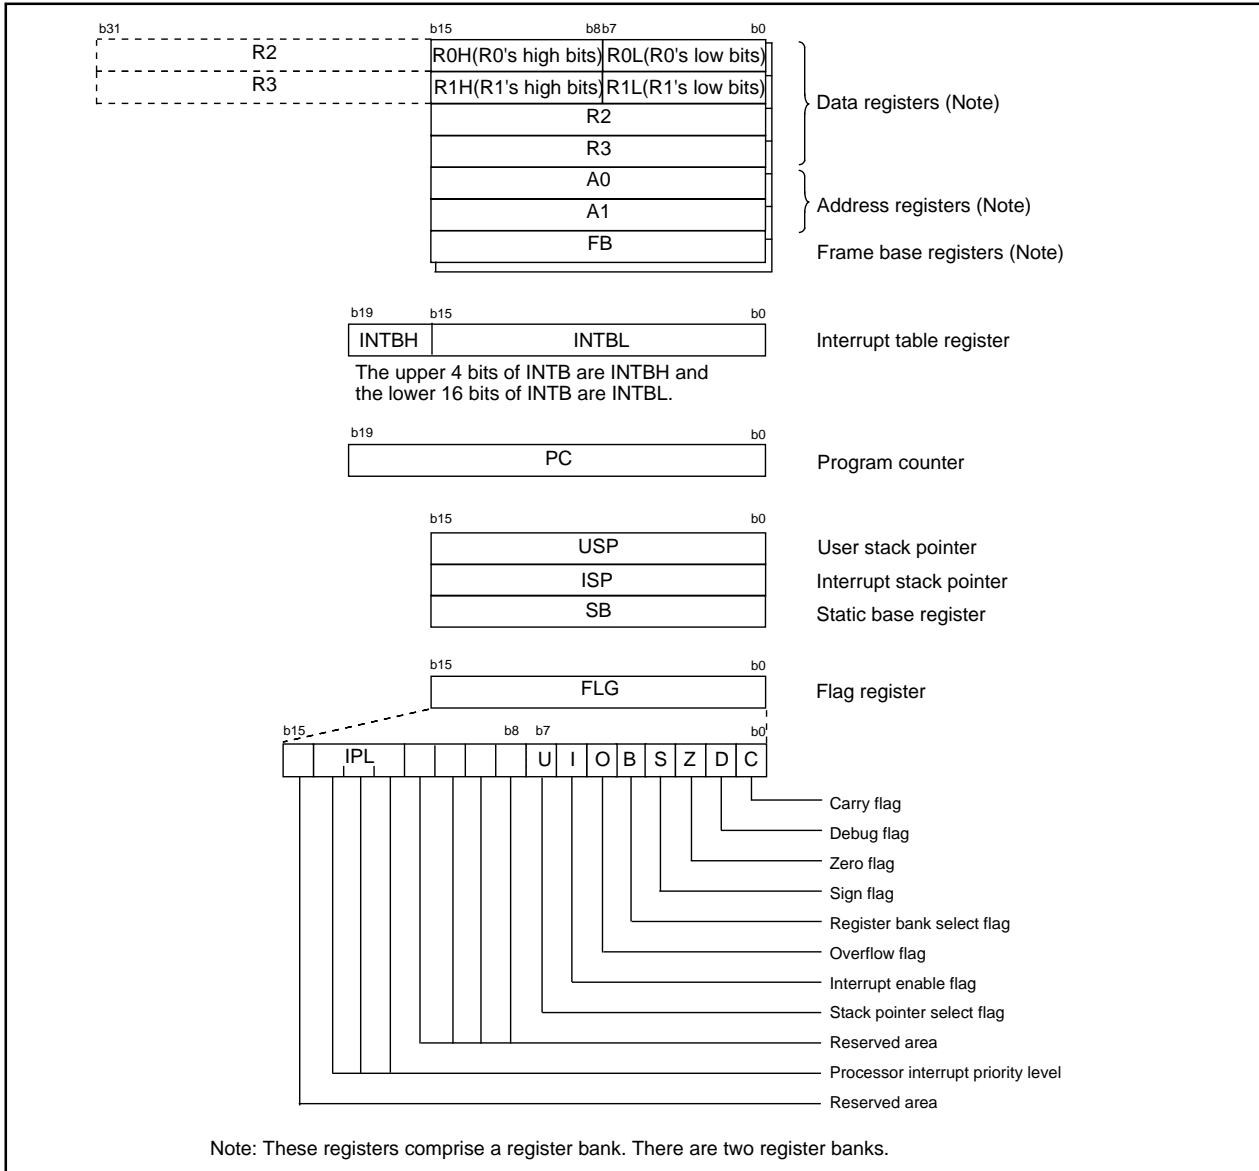 b31 b15 b8b7 b0
R2 R0H(R0's high bits) R0L(R0's low bits)
R3 R1H(R1's high bits) R1L(R1's low bits)
Data registers (Note)
R2
R3
A0
A1
Address registers (Note)
FB
Frame base registers (Note)
b19 b15 b0
INTBH INTBL Interrupt table register
The upper 4 bits of INTB are INTBH and
the lower 16 bits of INTB are INTBL.
b19 b0
PC Program counter
b15 b0
USP User stack pointer
ISP Interrupt stack pointer
SB Static base register
b15 b0
FLG Flag register
b15 b8 b7 b0
IPL U I O B S Z D C
Carry flag
Debug flag
Zero flag
Sign flag
Register bank select flag
Overflow flag
Interrupt enable flag
Stack pointer select flag
Reserved area
Processor interrupt priority level
Reserved area
Note: These registers comprise a register bank. There are two register banks.